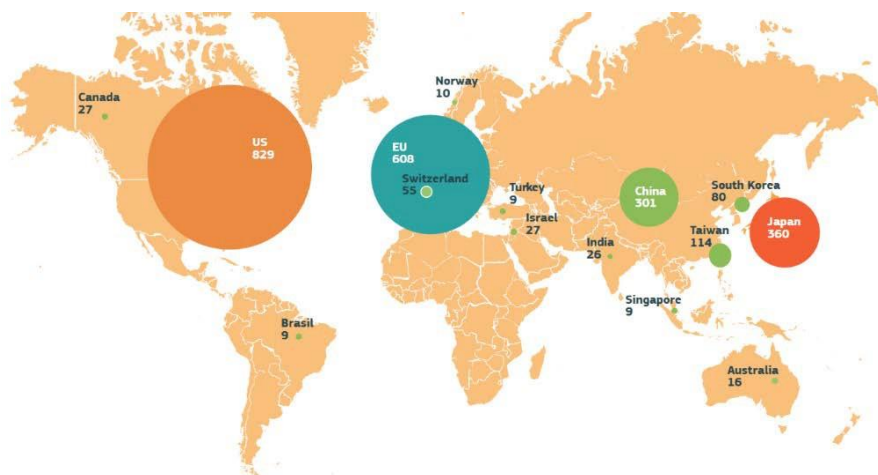 Norway
10
Canada
27
US
829
EU
608
Switzerland
55
Turkey
9
Israel
27
China
301
South Korea
80
Japan
360
Taiwan
114
India
26
Singapore
9
Brasil
9
Australia
16